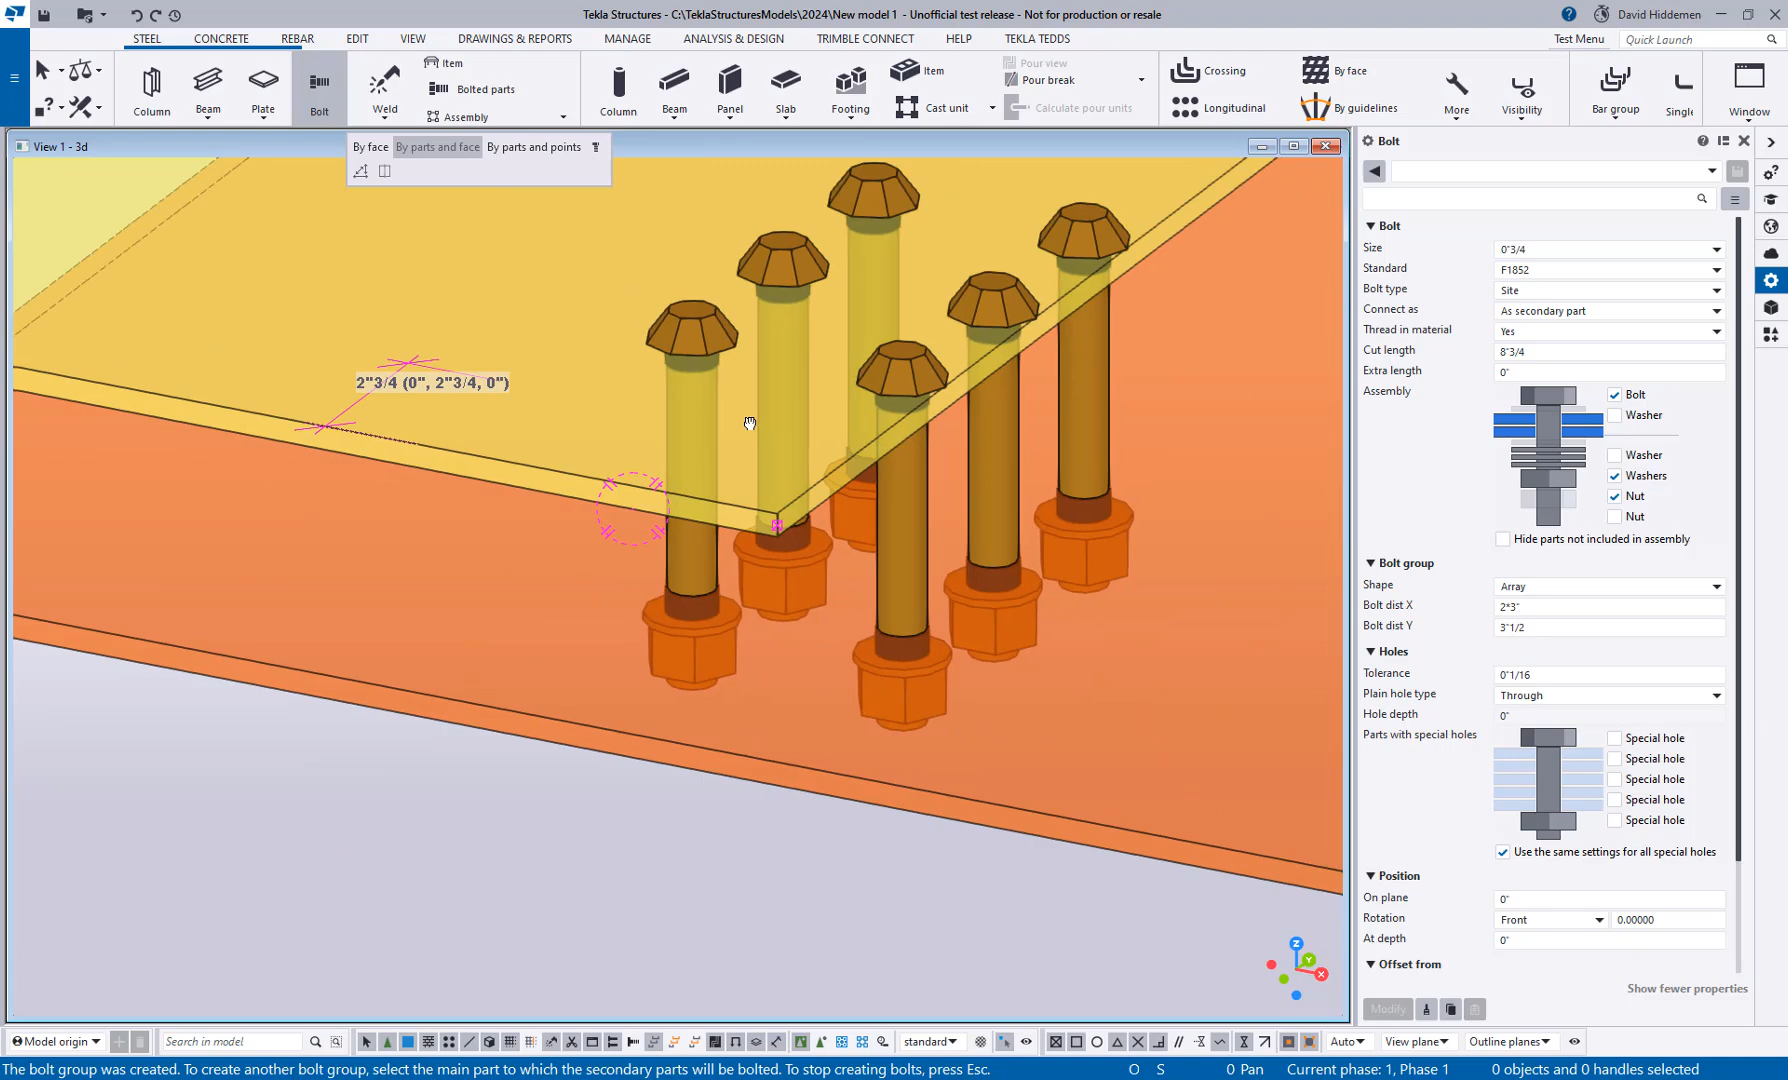 Tekla Structures - C:\TeklaStructuresModels\2024\New model 1 - Unofficial test release - Not for production or resale
David Hiddemen
STEEL CONCRETE REBAR EDIT VIEW DRAWINGS & REPORTS MANAGE ANALYSIS & DESIGN TRIMBLE CONNECT HELP TEKLA TEDDS
Test Menu
Quick Launch
Column
Beam
Plate
Bolt
Weld
Item
Bolted parts
Assembly
Column
Beam
Panel
Slab
Footing
Item
Cast unit
Pour view
Pour break
Calculate pour units
Crossing
Longitudinal
By face
By guidelines
More
Visibility
Bar group
Single
Window
View 1 - 3d
By face By parts and face By parts and points
2"3/4 (0", 2"3/4, 0")
Bolt
Bolt
Size 0"3/4
Standard F1852
Bolt type Site
Connect as As secondary part
Thread in material Yes
Cut length 8"3/4
Extra length 0"
Assembly
Bolt
Washer
Washer
Washers
Nut
Nut
Hide parts not included in assembly
Bolt group
Shape Array
Bolt dist X 2*3"
Bolt dist Y 3"1/2
Holes
Tolerance 0"1/16
Plain hole type Through
Hole depth 0"
Parts with special holes
Special hole
Special hole
Special hole
Special hole
Special hole
Use the same settings for all special holes
Position
On plane 0"
Rotation Front 0.00000
At depth 0"
Offset from
Show fewer properties
Modify
Z
Y
X
Model origin
Search in model
standard
Auto
View plane
Outline planes
The bolt group was created. To create another bolt group, select the main part to which the secondary parts will be bolted. To stop creating bolts, press Esc.
O S 0 Pan Current phase: 1, Phase 1 0 objects and 0 handles selected